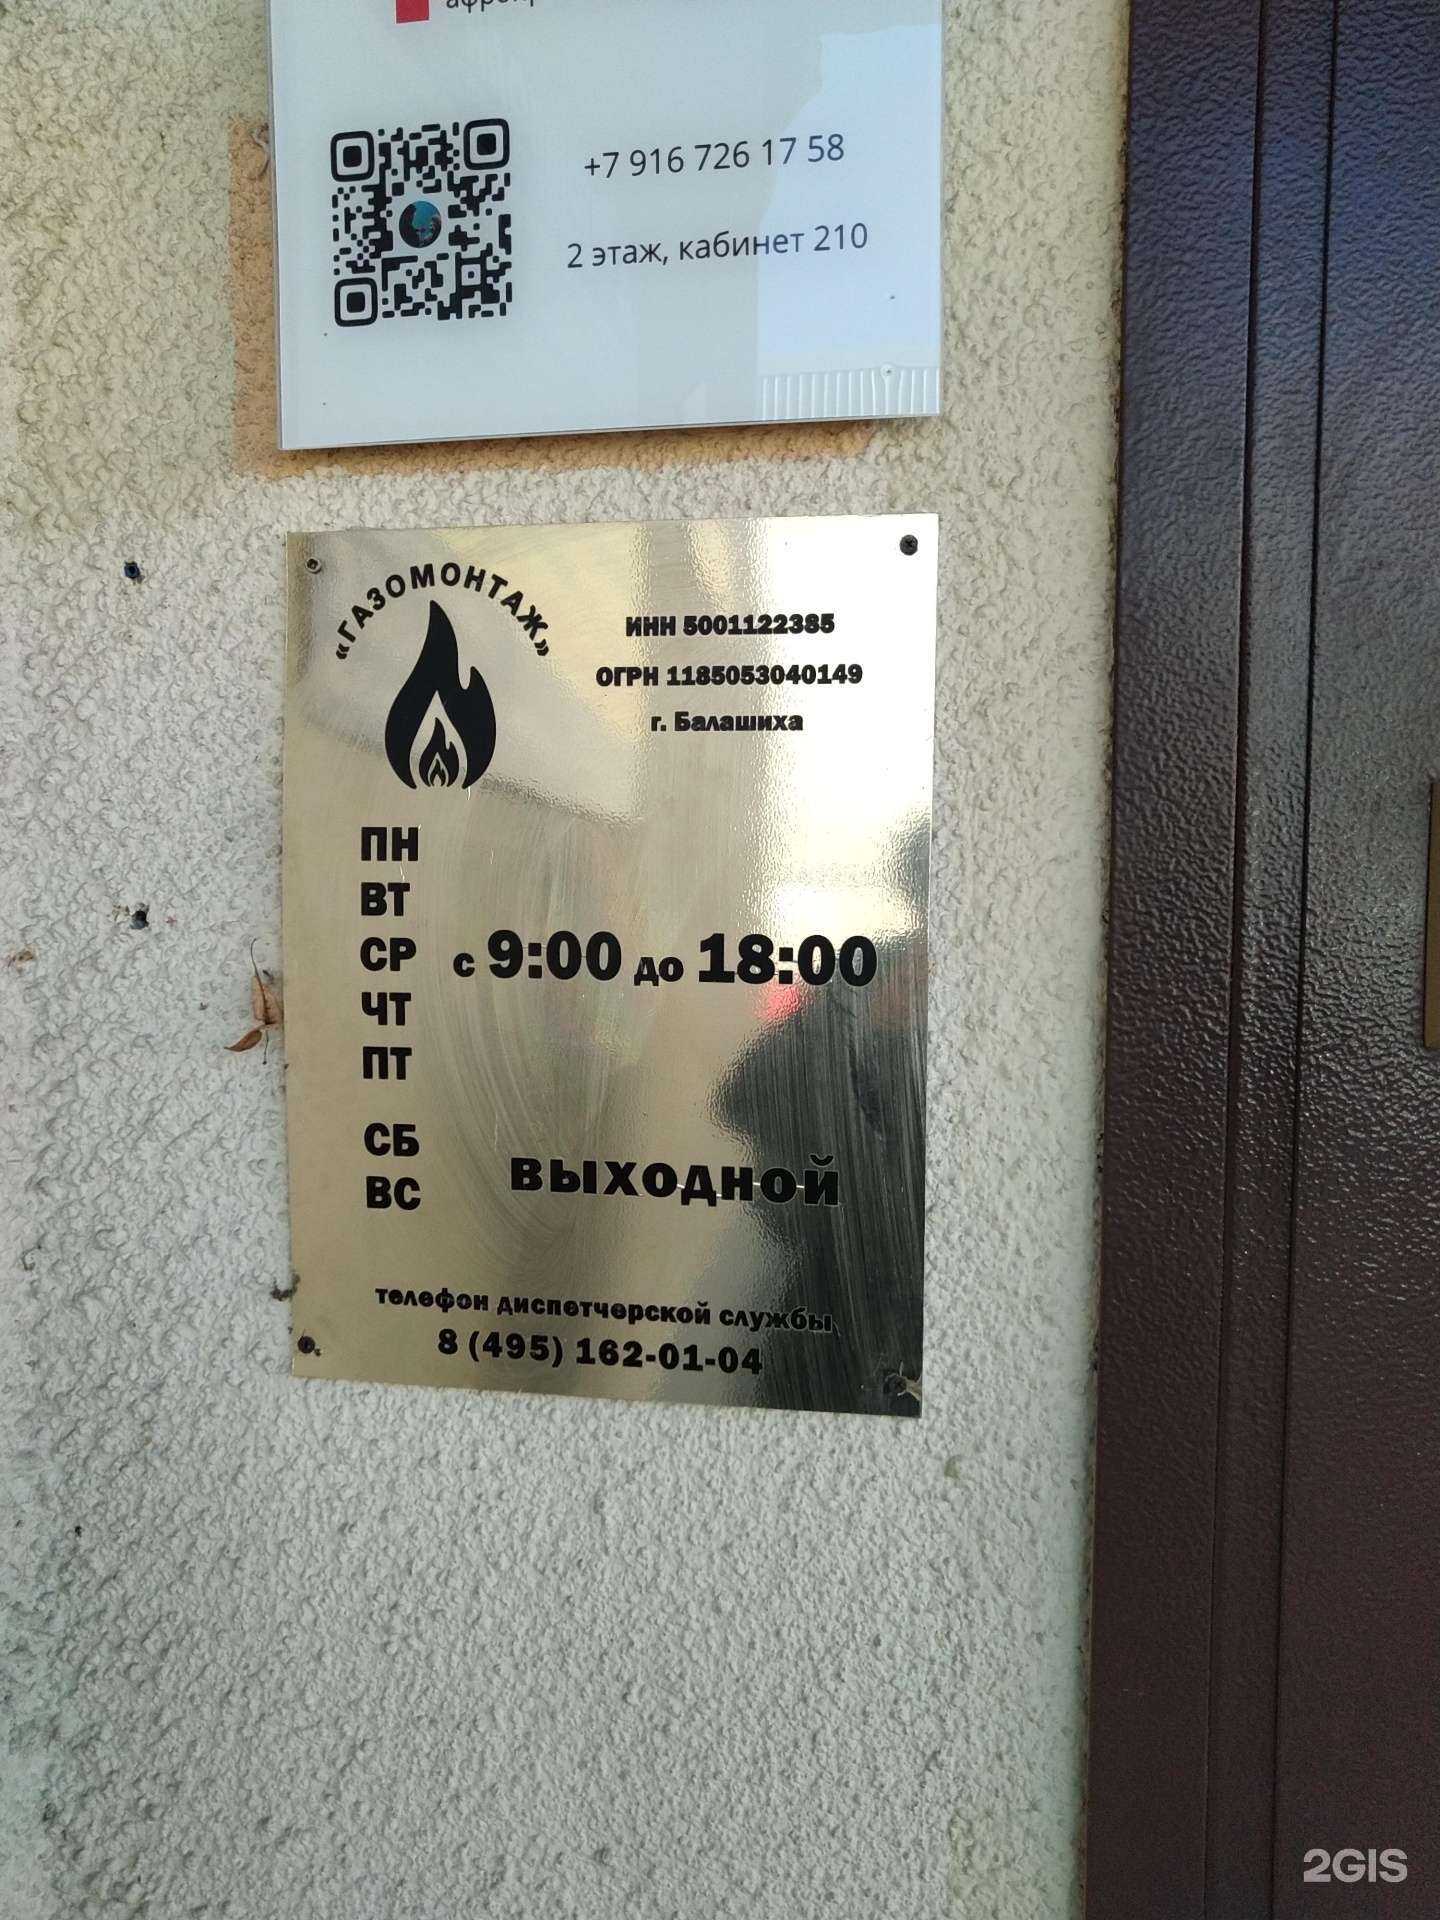 +7 916 726 17 58
2 этаж, кабинет 210
«ГАЗОМОНТАЖ»
ИНН 5001122385
ОГРН 1185053040149
г. Балашиха
ПН
ВТ
СР
ЧТ
ПТ
с 9:00 до 18:00
СБ
ВС
ВЫХОДНОЙ
телефон диспетчерской службы
8 (495) 162-01-04
2GIS